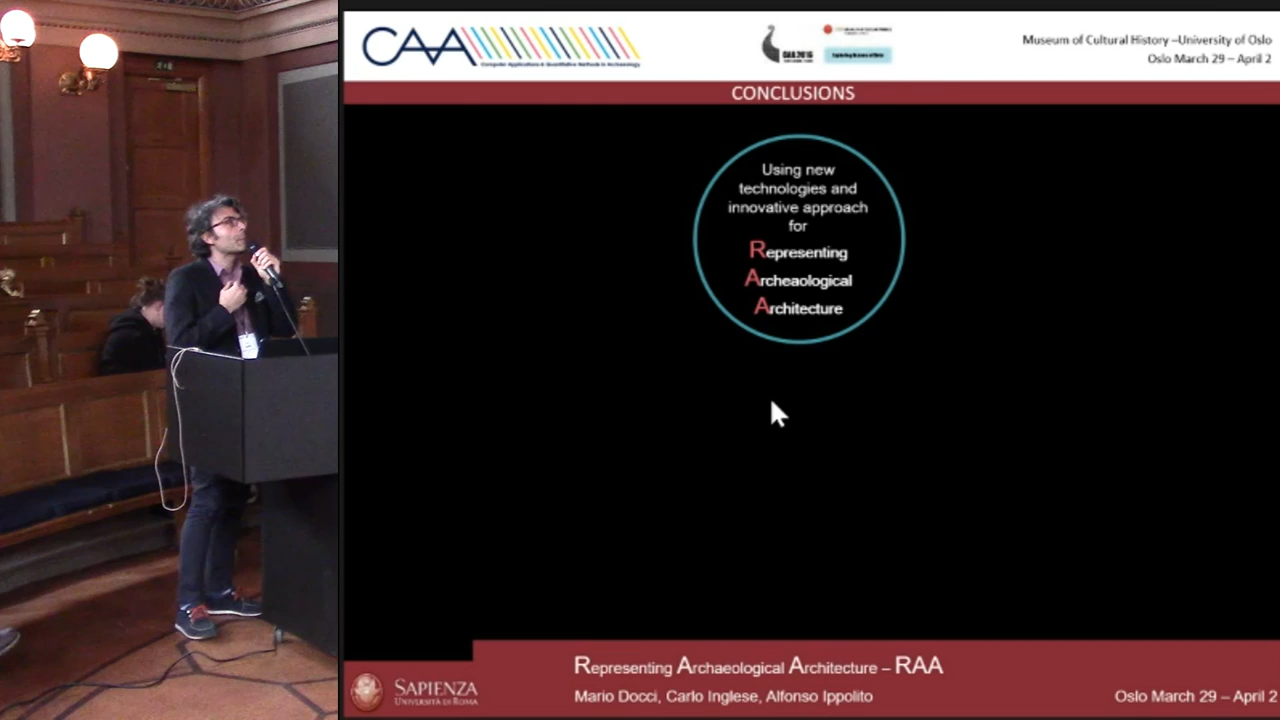 CAA
Computer Applications & Quantitative Methods in Archaeology
Museum of Cultural History –University of Oslo
Oslo March 29 – April 2
CONCLUSIONS
Using new
technologies and
innovative approach
for
Representing
Archeaological
Architecture
Representing Archaeological Architecture – RAA
SAPIENZA
UNIVERSITÀ DI ROMA
Mario Docci, Carlo Inglese, Alfonso Ippolito
Oslo March 29 – April 2